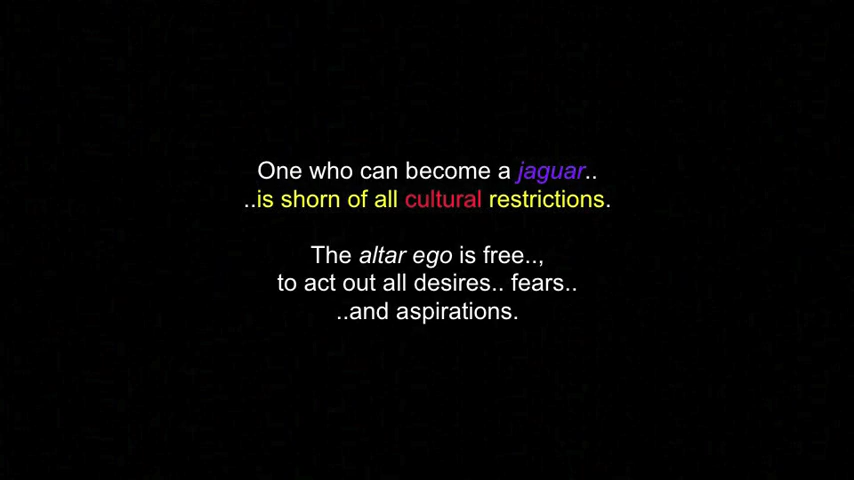 One who can become a jaguar..
..is shorn of all cultural restrictions.
The altar ego is free..,
to act out all desires.. fears..
..and aspirations.